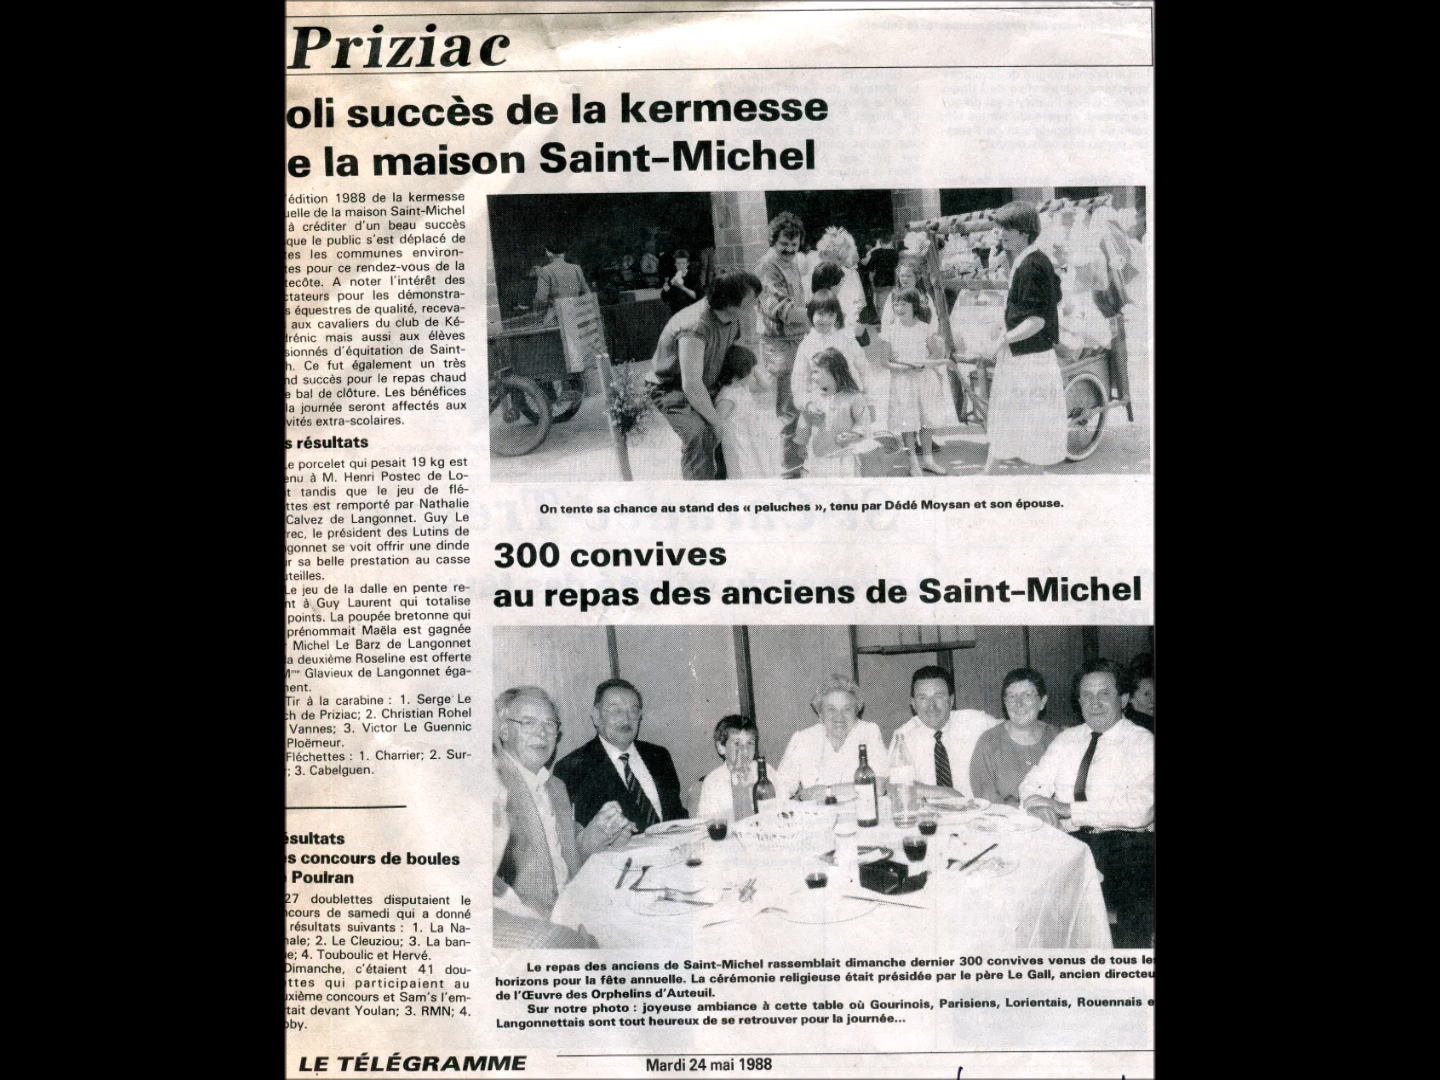 Priziac
oli succès de la kermesse
e la maison Saint-Michel
édition 1988 de la kermesse
uelle de la maison Saint-Michel
à créditer d'un beau succès
que le public s'est déplacé de
es les communes environ-
es pour ce rendez-vous de la
tecôte. A noter l'intérêt des
ctateurs pour les démonstra-
s équestres de qualité, receva-
aux cavaliers du club de Ké-
rénic mais aussi aux élèves
sionnés d'équitation de Saint-
h. Ce fut également un très
nd succès pour le repas chaud
e bal de clôture. Les bénéfices
la journée seront affectés aux
vités extra-scolaires.
s résultats
e porcelet qui pesait 19 kg est
enu à M. Henri Postec de Lo-
t tandis que le jeu de flé-
ttes est remporté par Nathalie
Calvez de Langonnet. Guy Le
rec, le président des Lutins de
gonnet se voit offrir une dinde
r sa belle prestation au casse
uteilles.
Le jeu de la dalle en pente re-
nt à Guy Laurent qui totalise
points. La poupée bretonne qui
prénommait Maëla est gagnée
Michel Le Barz de Langonnet
la deuxième Roseline est offerte
Mme Glavieux de Langonnet éga-
ment.
Tir à la carabine : 1. Serge Le
ch de Priziac; 2. Christian Rohel
Vannes; 3. Victor Le Guennic
Ploëmeur.
Fléchettes : 1. Charrier; 2. Sur-
; 3. Cabelguen.
ésultats
s concours de boules
Poulran
27 doublettes disputaient le
ncours de samedi qui a donné
résultats suivants : 1. La Na-
nale; 2. Le Cleuziou; 3. La ban-
e; 4. Touboulic et Hervé.
Dimanche, c'étaient 41 dou-
ttes qui participaient au
uxième concours et Sam's l'em-
tait devant Youlan; 3. RMN; 4.
oby.
On tente sa chance au stand des « peluches », tenu par Dédé Moysan et son épouse.
300 convives
au repas des anciens de Saint-Michel
Le repas des anciens de Saint-Michel rassemblait dimanche dernier 300 convives venus de tous les
horizons pour la fête annuelle. La cérémonie religieuse était présidée par le père Le Gall, ancien directeu
de l'Œuvre des Orphelins d'Auteuil.
Sur notre photo : joyeuse ambiance à cette table où Gourinois, Parisiens, Lorientais, Rouennais e
Langonnettais sont tout heureux de se retrouver pour la journée...
LE TÉLÉGRAMME
Mardi 24 mai 1988